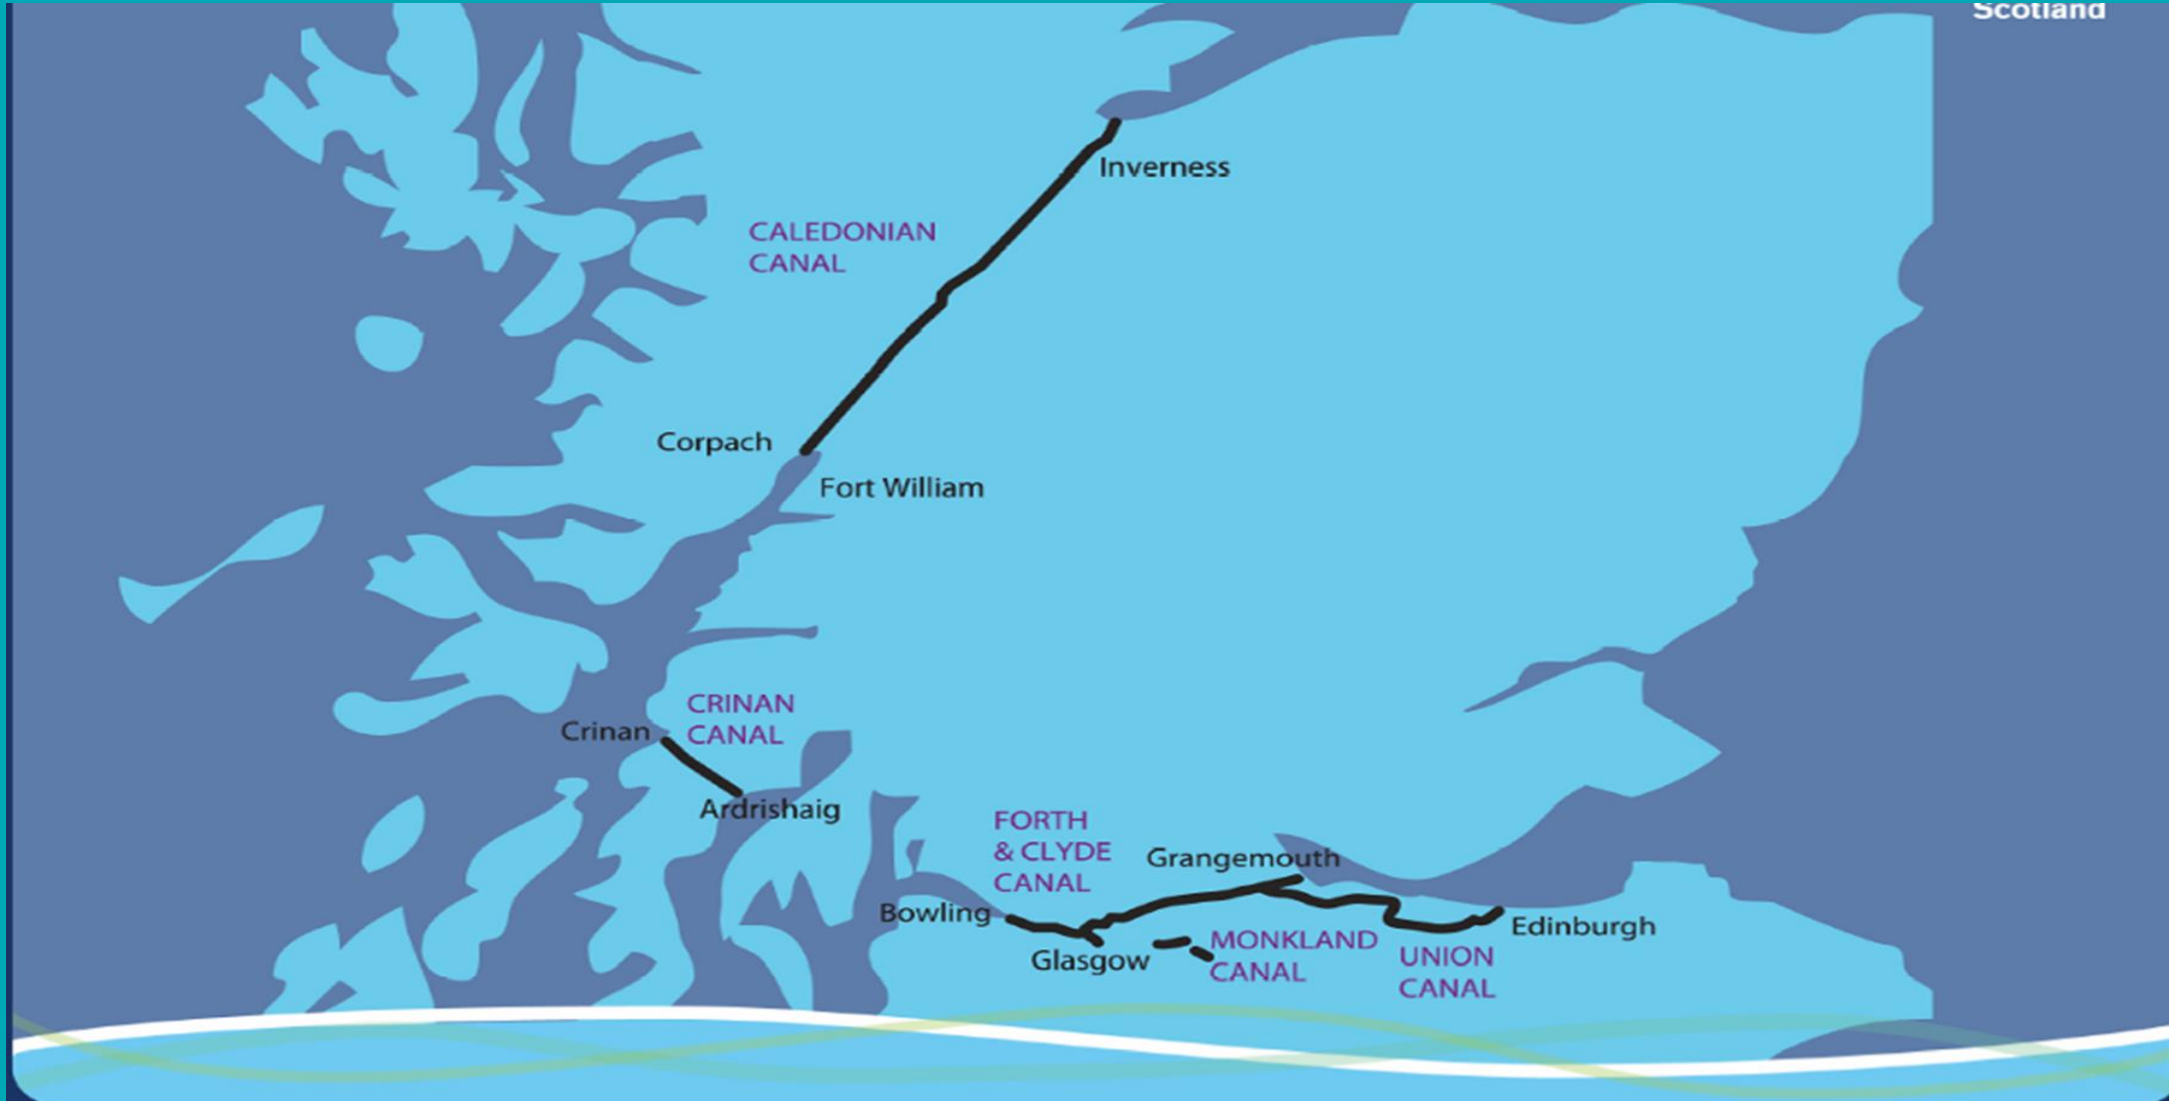 Scotland
Inverness
CALEDONIAN
CANAL
Corpach
Fort William
CRINAN
CANAL
Crinan
Ardrishaig
FORTH
& CLYDE
CANAL
Grangemouth
Bowling
Edinburgh
Glasgow
MONKLAND
CANAL
UNION
CANAL